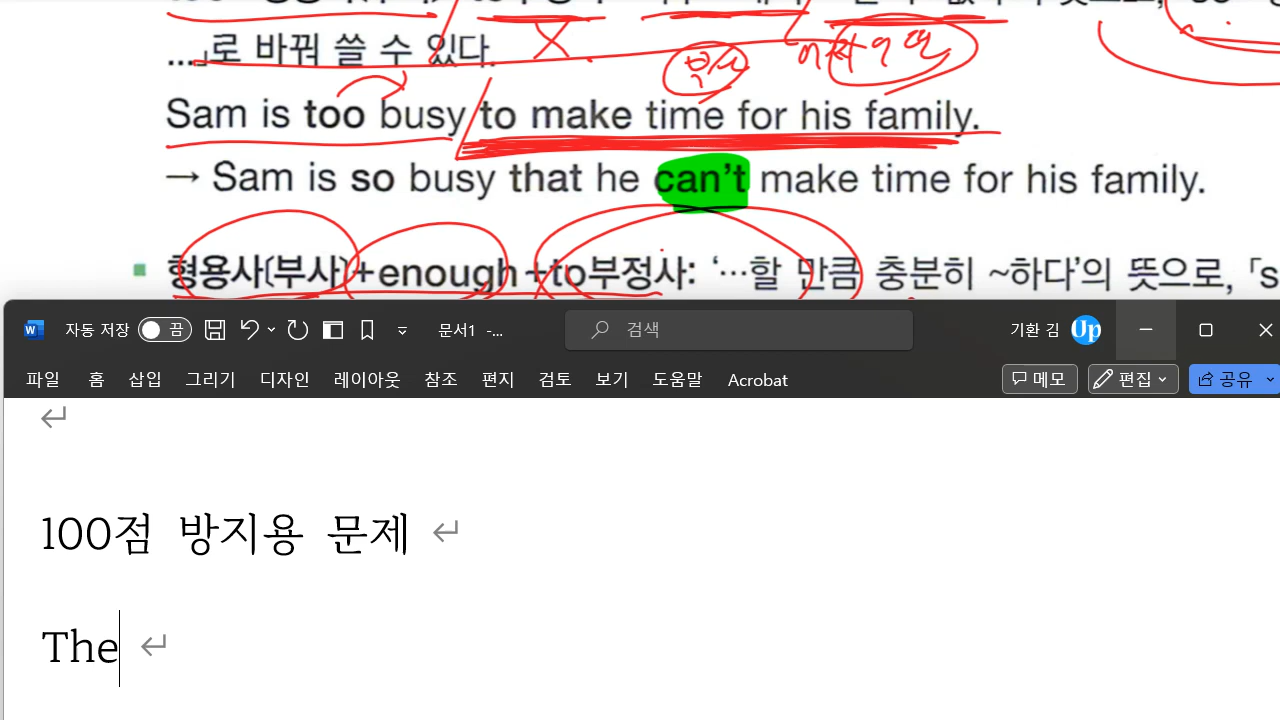 ...」로 바꿔 쓸 수 있다.
부사
Sam is too busy to make time for his family.
→ Sam is so busy that he can't make time for his family.
형용사(부사)+enough+to부정사: '…할 만큼 충분히 ~하다'의 뜻으로, 「s
자동 저장 끔 문서1 -... 검색 기환 김 Up
파일 홈 삽입 그리기 디자인 레이아웃 참조 편지 검토 보기 도움말 Acrobat 메모 편집 공유
100점 방지용 문제
The